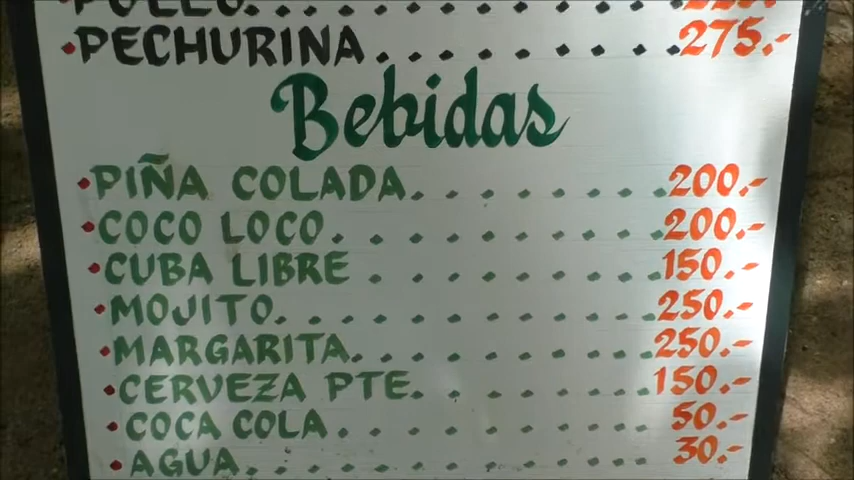 PECHURINA 275.-
Bebidas
PIÑA COLADA 200.-
COCO LOCO 200.-
CUBA LIBRE 150.-
MOJITO 250.-
MARGARITA 250.-
CERVEZA PTE 150.-
COCA COLA 50.-
AGUA 30.-